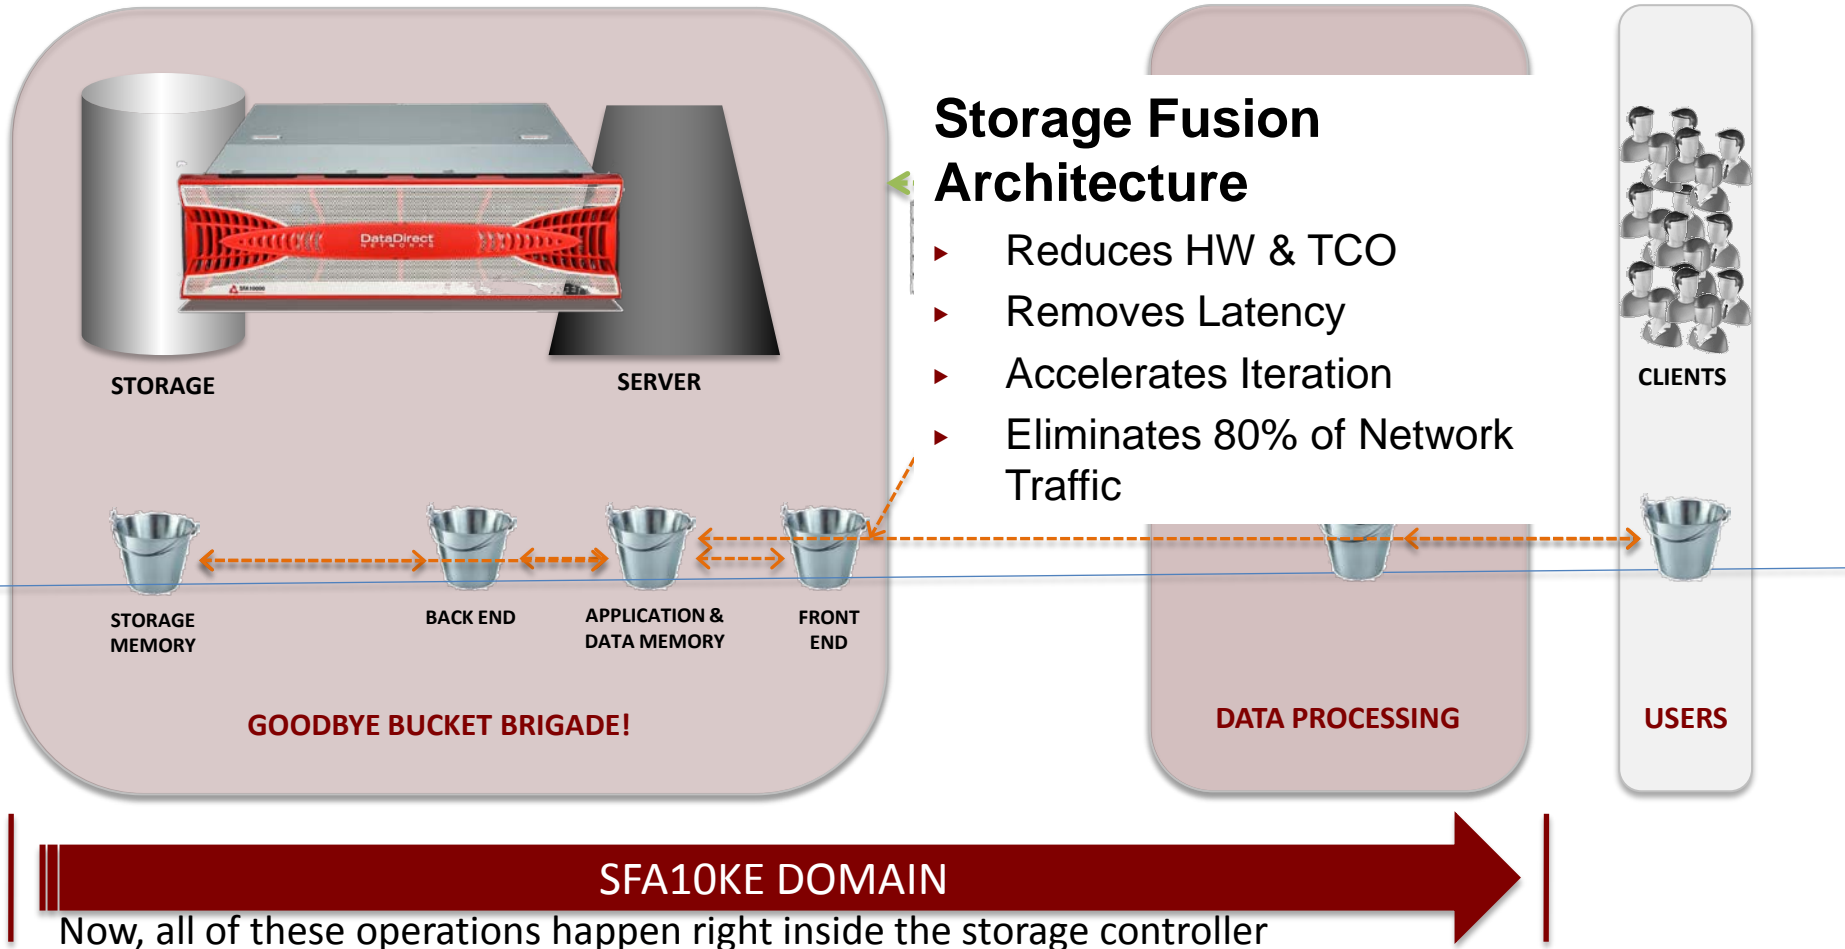 Storage Fusion
Architecture
Reduces HW & TCO
Removes Latency
Accelerates Iteration
Eliminates 80% of Network
Traffic
DataDirect
NETWORKS
STORAGE
SERVER
CLIENTS
STORAGE
MEMORY
BACK END
APPLICATION &
DATA MEMORY
FRONT
END
GOODBYE BUCKET BRIGADE!
DATA PROCESSING
USERS
SFA10KE DOMAIN
Now, all of these operations happen right inside the storage controller